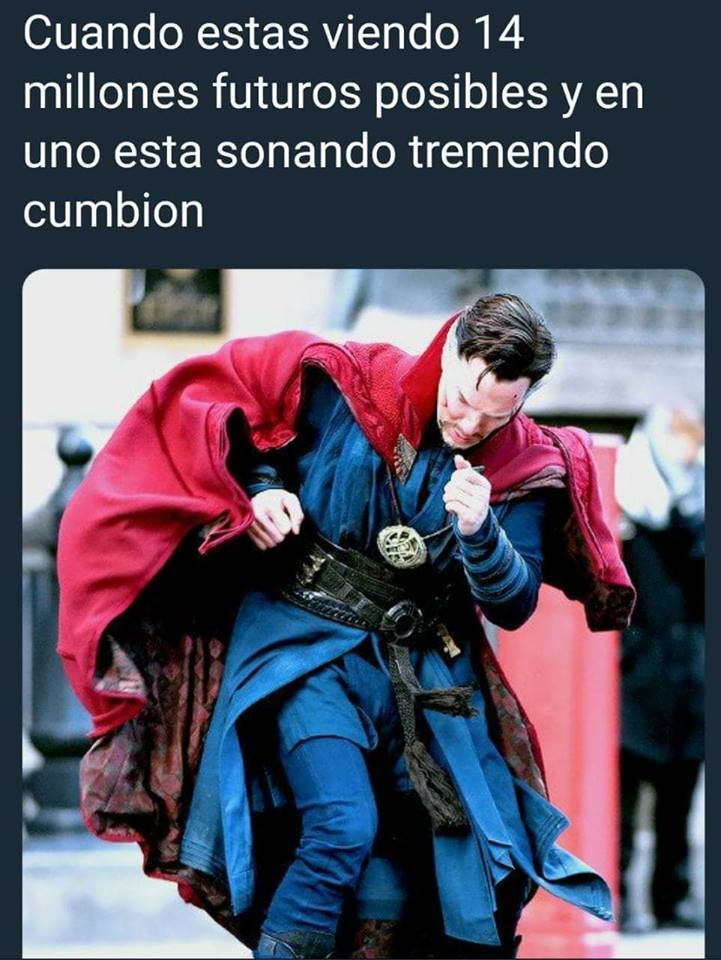 Cuando estas viendo 14
millones futuros posibles y en
uno esta sonando tremendo
cumbion